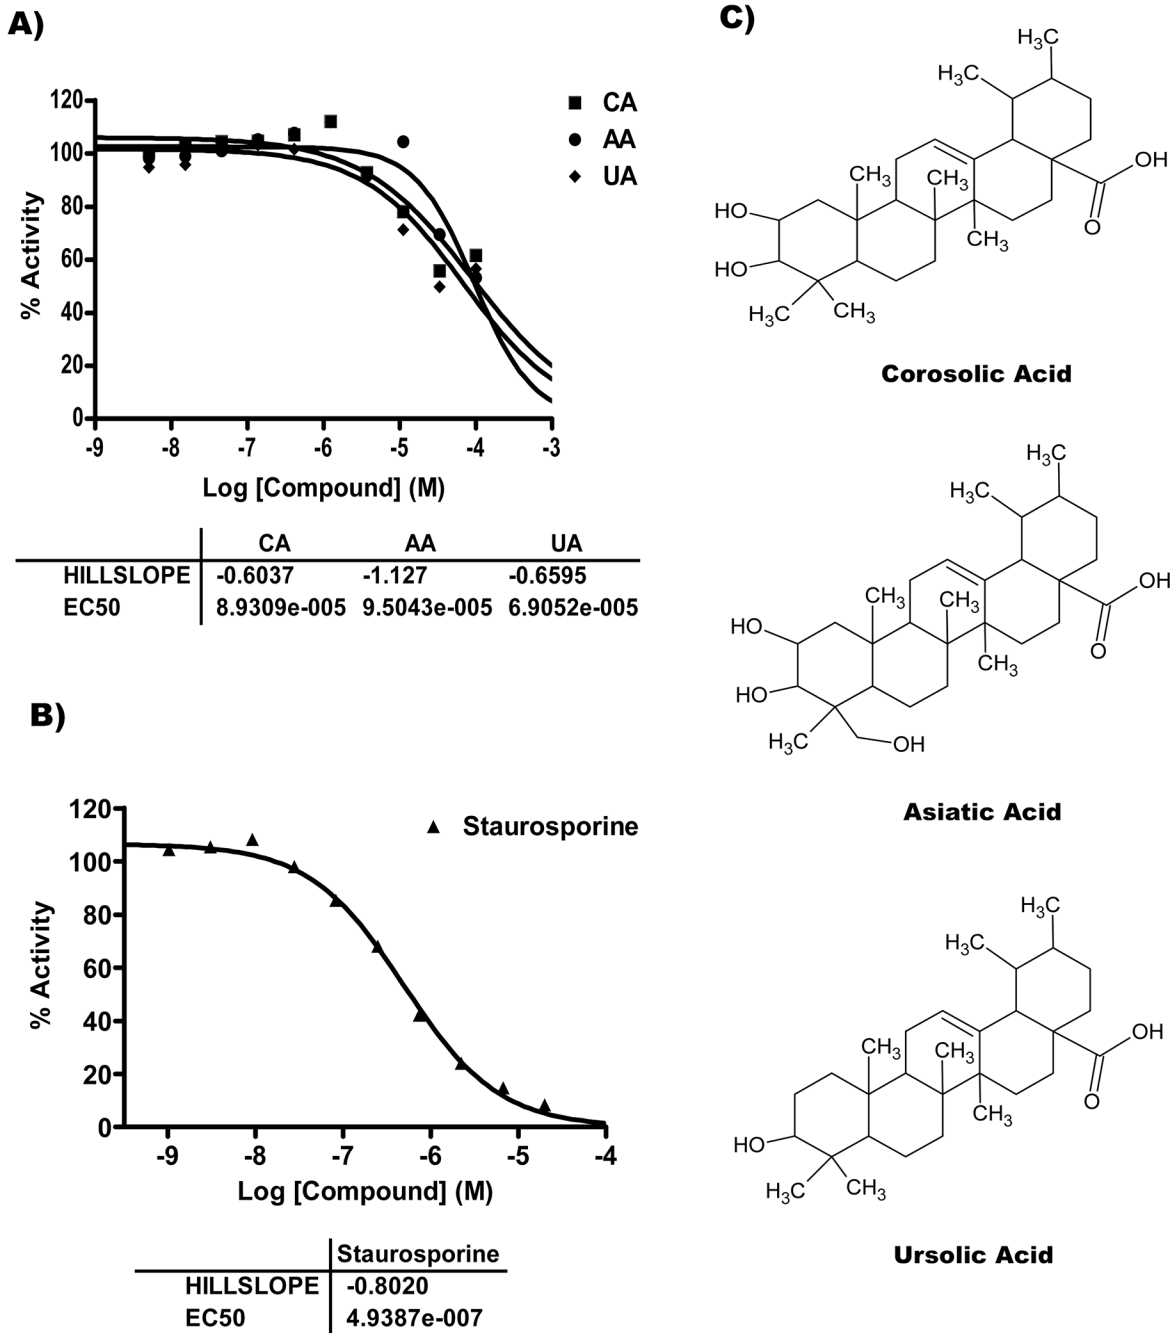 A)
120
100
80
60
40
20
0
% Activity
-9 -8 -7 -6 -5 -4 -3
Log [Compound] (M)
CA
AA
UA
CA AA UA
HILLSLOPE -0.6037 -1.127 -0.6595
EC50 8.9309e-005 9.5043e-005 6.9052e-005
B)
120
100
80
60
40
20
0
% Activity
-9 -8 -7 -6 -5 -4
Log [Compound] (M)
Staurosporine
Staurosporine
HILLSLOPE -0.8020
EC50 4.9387e-007
C)
H₃C
H₃C
OH
CH₃ CH₃
HO O
CH₃
HO
H₃C CH₃
Corosolic Acid
H₃C
H₃C
OH
CH₃ CH₃
HO O
CH₃
HO
H₃C OH
Asiatic Acid
H₃C
H₃C
OH
CH₃ CH₃
O
CH₃
HO
H₃C CH₃
Ursolic Acid